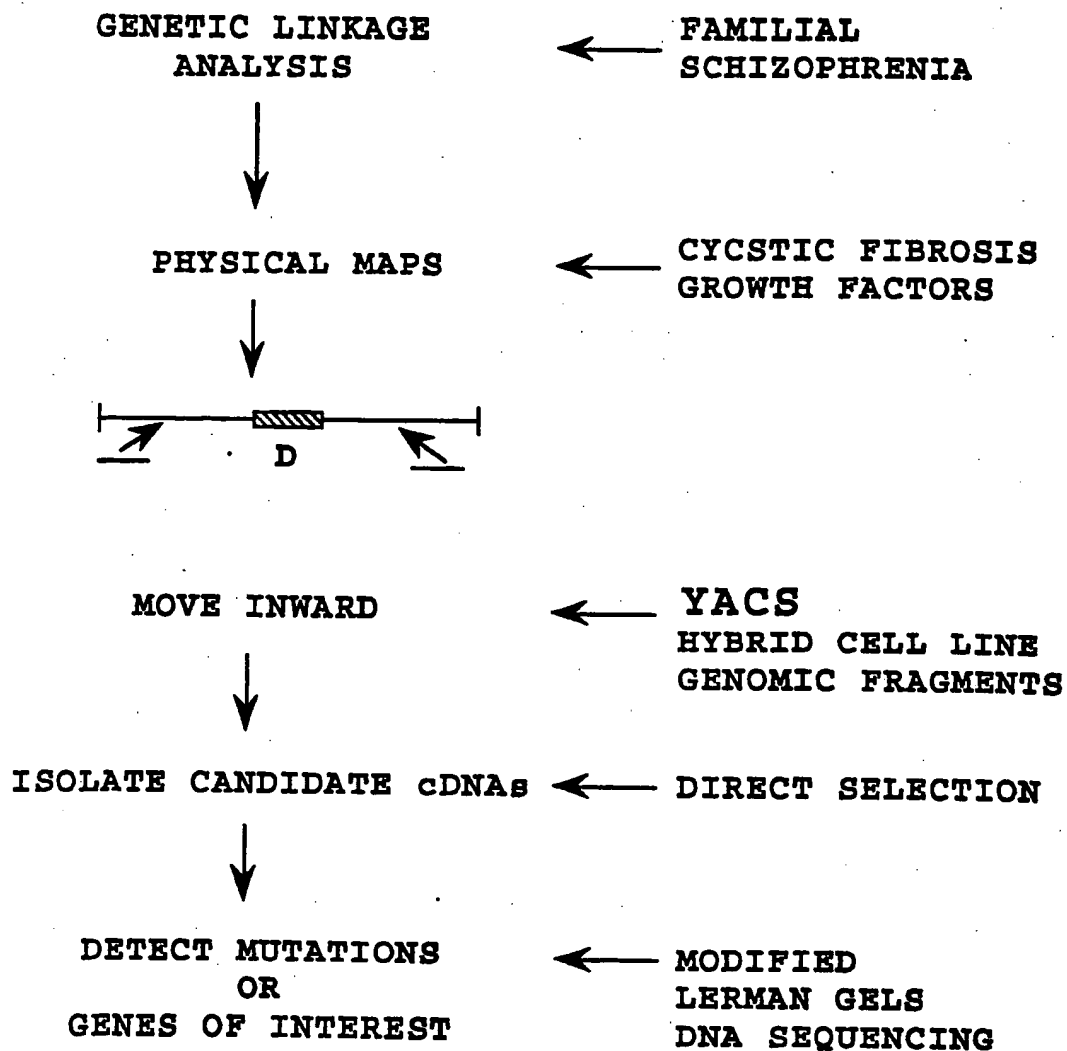 GENETIC LINKAGE
ANALYSIS
FAMILIAL
SCHIZOPHRENIA
PHYSICAL MAPS
CYCSTIC FIBROSIS
GROWTH FACTORS
D
MOVE INWARD
YACS
HYBRID CELL LINE
GENOMIC FRAGMENTS
ISOLATE CANDIDATE cDNAs
DIRECT SELECTION
DETECT MUTATIONS
OR
GENES OF INTEREST
MODIFIED
LERMAN GELS
DNA SEQUENCING